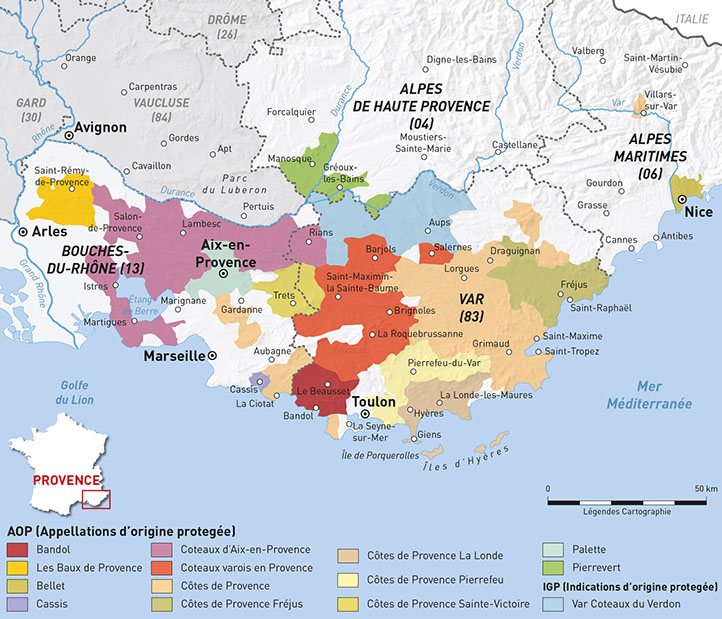 DRÔME
(26)
ITALIE
Orange
Digne-les-Bains
Verdon
Valberg
Saint-Martin-
Vésubie
Carpentras
ALPES
DE HAUTE PROVENCE
(04)
Durance
Var
Villars-
sur-Var
GARD
(30)
VAUCLUSE
(84)
Forcalquier
Rhône
Avignon
Gordes
Moustiers-
Sainte-Marie
Castellane
ALPES
MARITIMES
(06)
Apt
Manosque
Cavaillon
Gréoux-
les-Bains
Saint-Rémy-
de-Provence
Parc
du Luberon
Durance
Verdon
Gourdon
Grasse
Nice
Pertuis
Salon-
de-Provence
Lambesc
Rians
Aups
Cannes
Antibes
Arles
BOUCHES-
DU-RHÔNE (13)
Aix-en-
Provence
Barjols
Salernes
Draguignan
Lorgues
Grand Rhône
Istres
Étang
de Berre
Marignane
Trets
Saint-Maximin-
la Sainte-Baume
Fréjus
VAR
(83)
Saint-Raphaël
Gardanne
Brignoles
Martigues
La Roquebrussanne
Marseille
Aubagne
Grimaud
Saint-Maxime
Saint-Tropez
Pierrefeu-du-Var
Golfe
du Lion
Cassis
Le Beausset
Mer
Méditerranée
La Ciotat
Toulon
La Londe-les-Maures
Bandol
Hyères
La Seyne-
sur-Mer
Giens
Île de Porquerolles
Îles d'Hyères
PROVENCE
0
50 km
Légendes Cartographie
AOP (Appellations d'origine protegée)
Bandol
Les Baux de Provence
Bellet
Cassis
Coteaux d'Aix-en-Provence
Coteaux varois en Provence
Côtes de Provence
Côtes de Provence Fréjus
Côtes de Provence La Londe
Côtes de Provence Pierrefeu
Côtes de Provence Sainte-Victoire
Palette
Pierrevert
IGP (Indications d'origine protegée)
Var Coteaux du Verdon